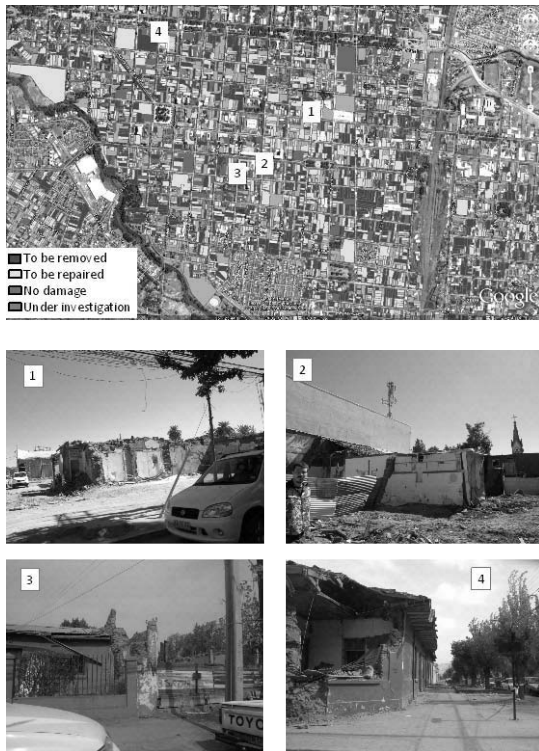 4
1
2
3
To be removed
To be repaired
No damage
Under investigation
Google
1
2
3
TOYO
4